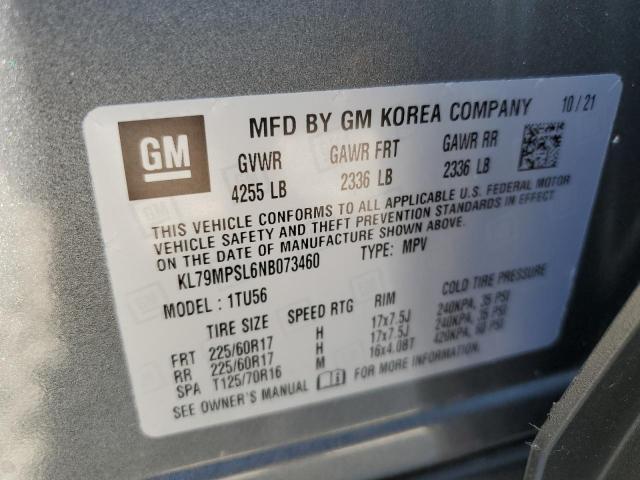 GM
MFD BY GM KOREA COMPANY 10/21
GVWR GAWR FRT GAWR RR
4255 LB 2336 LB 2336 LB
THIS VEHICLE CONFORMS TO ALL APPLICABLE U.S. FEDERAL MOTOR
VEHICLE SAFETY AND THEFT PREVENTION STANDARDS IN EFFECT
ON THE DATE OF MANUFACTURE SHOWN ABOVE.
KL79MPSL6NB073460 TYPE: MPV
MODEL: 1TU56
TIRE SIZE SPEED RTG RIM COLD TIRE PRESSURE
FRT 225/60R17 H 17x7.5J 240KPA, 35 PSI
RR 225/60R17 H 17x7.5J 240KPA, 35 PSI
SPA T125/70R16 M 16x4.0BT 420KPA, 60 PSI
SEE OWNER'S MANUAL FOR MORE INFORMATION.